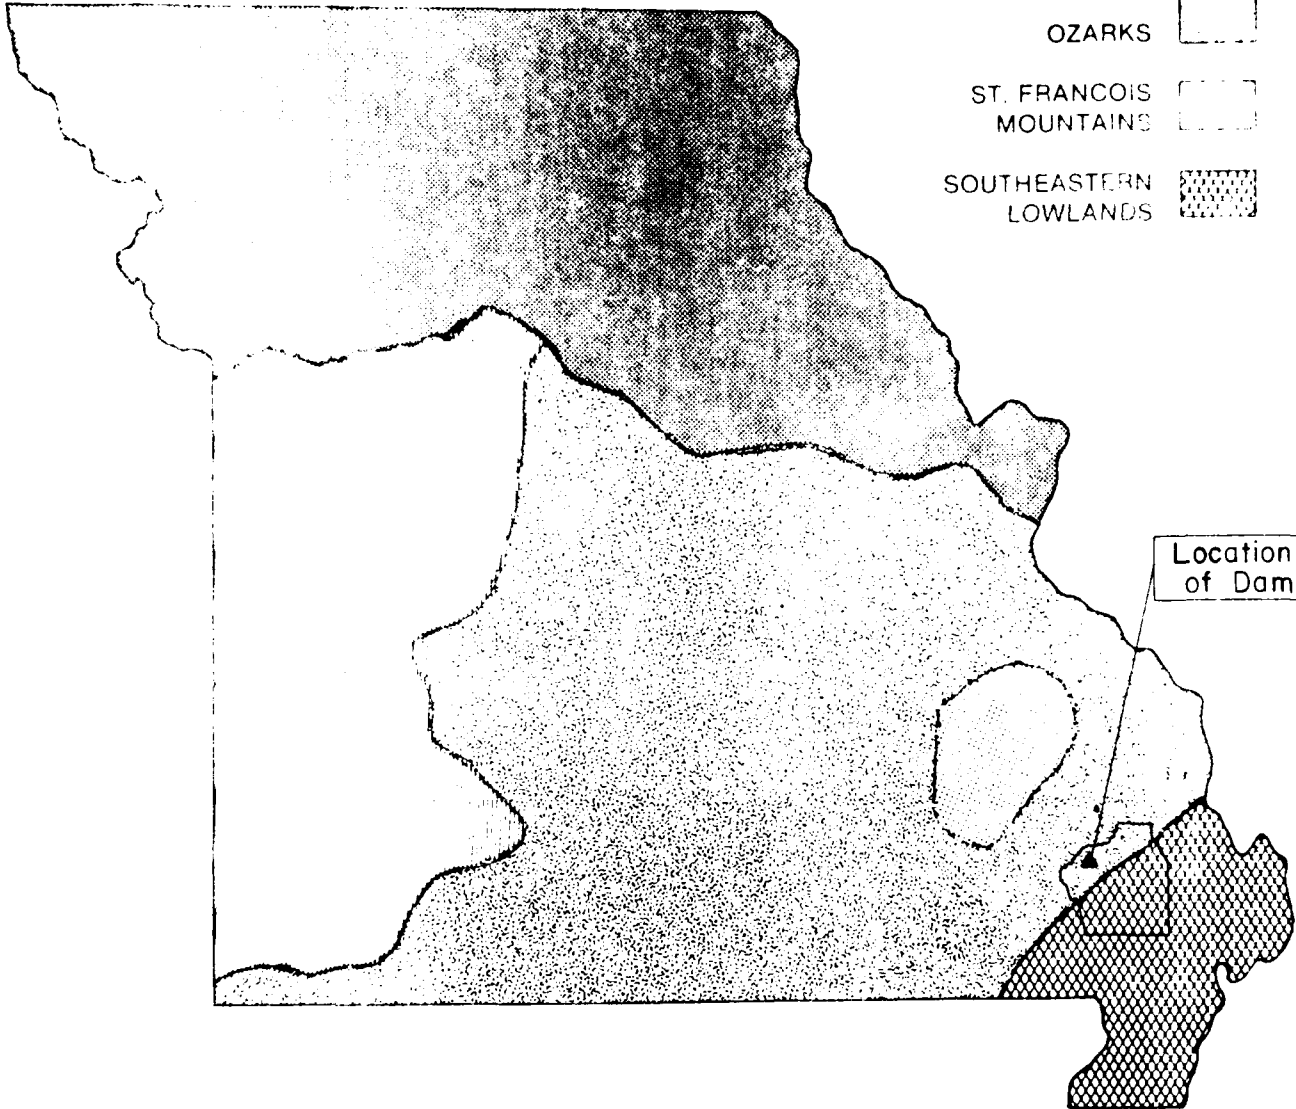 OZARKS
ST. FRANCOIS
MOUNTAINS
SOUTHEASTERN
LOWLANDS
Location
of Dam